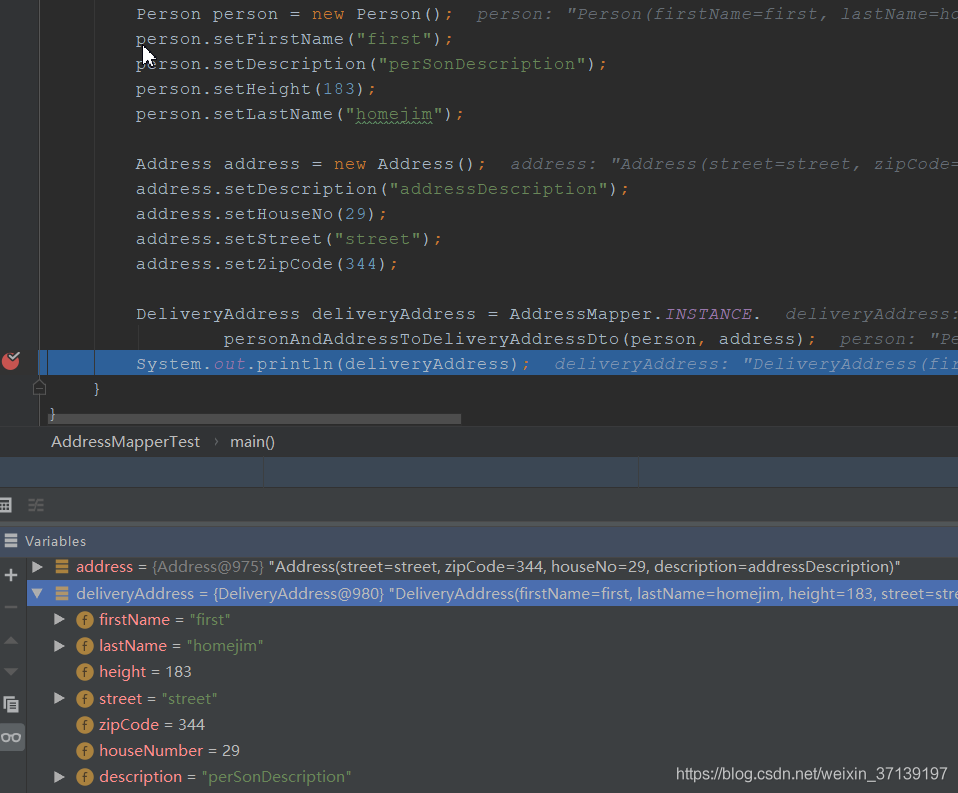 Person person = new Person();  person: "Person(firstName=first, lastName=ho
person.setFirstName("first");
person.setDescription("perSonDescription");
person.setHeight(183);
person.setLastName("homejim");
Address address = new Address();  address: "Address(street=street, zipCode=
address.setDescription("addressDescription");
address.setHouseNo(29);
address.setStreet("street");
address.setZipCode(344);
DeliveryAddress deliveryAddress = AddressMapper.INSTANCE.  deliveryAddress:
personAndAddressToDeliveryAddressDto(person, address);  person: "Pe
System.out.println(deliveryAddress);  deliveryAddress: "DeliveryAddress(fir
}
}
AddressMapperTest › main()
Variables
address = {Address@975} "Address(street=street, zipCode=344, houseNo=29, description=addressDescription)"
deliveryAddress = {DeliveryAddress@980} "DeliveryAddress(firstName=first, lastName=homejim, height=183, street=stre
f firstName = "first"
f lastName = "homejim"
f height = 183
f street = "street"
f zipCode = 344
f houseNumber = 29
f description = "perSonDescription"
https://blog.csdn.net/weixin_37139197